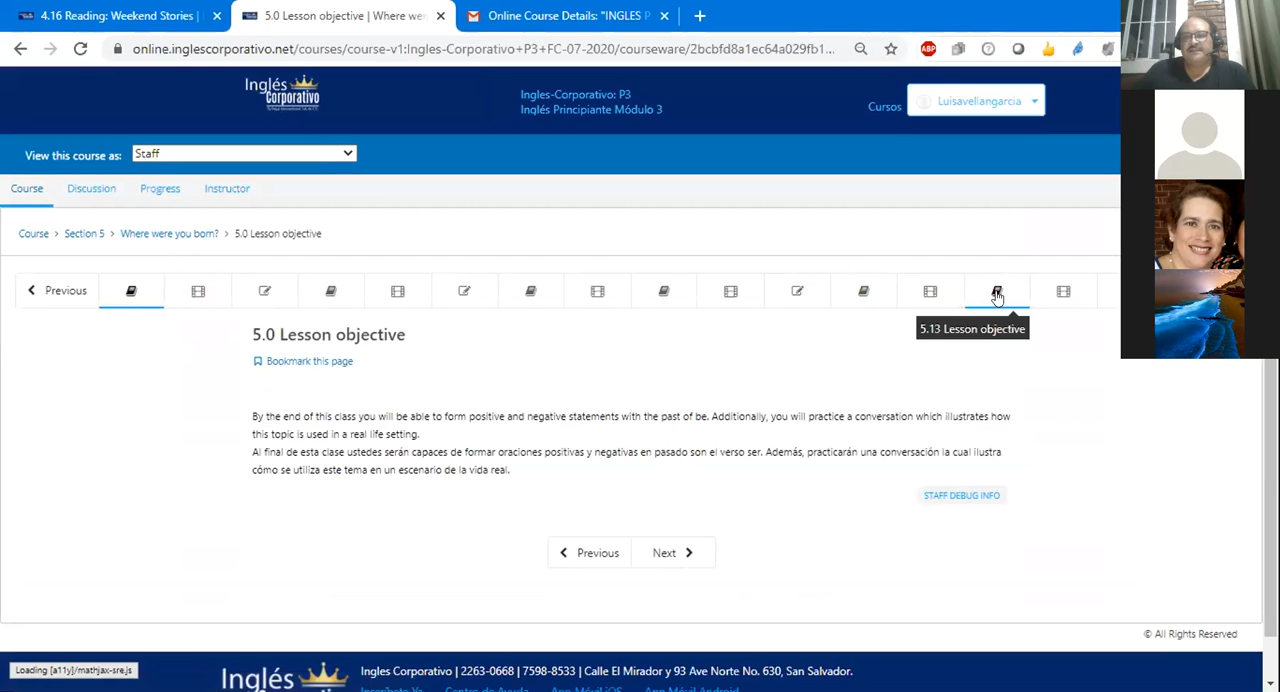 4.16 Reading: Weekend Stories |
5.0 Lesson objective | Where wer
Online Course Details: "INGLES P
online.inglescorporativo.net/courses/course-v1:Ingles-Corporativo+P3+FC-07-2020/courseware/2bcbfd8a1ec64a029fb1...
ABP
Inglés
Corporativo
Ingles-Corporativo: P3
Inglés Principiante Módulo 3
Cursos
Luisavellangarcia
View this course as:
Staff
Course
Discussion
Progress
Instructor
Course > Section 5 > Where were you born? > 5.0 Lesson objective
Previous
5.13 Lesson objective
5.0 Lesson objective
Bookmark this page
By the end of this class you will be able to form positive and negative statements with the past of be. Additionally, you will practice a conversation which illustrates how
this topic is used in a real life setting.
Al final de esta clase ustedes serán capaces de formar oraciones positivas y negativas en pasado son el verso ser. Además, practicarán una conversación la cual ilustra
cómo se utiliza este tema en un escenario de la vida real.
STAFF DEBUG INFO
Previous
Next
© All Rights Reserved
Loading [a11y]/mathjax-sre.js
Inglés
Ingles Corporativo | 2263-0668 | 7598-8533 | Calle El Mirador y 93 Ave Norte No. 630, San Salvador.